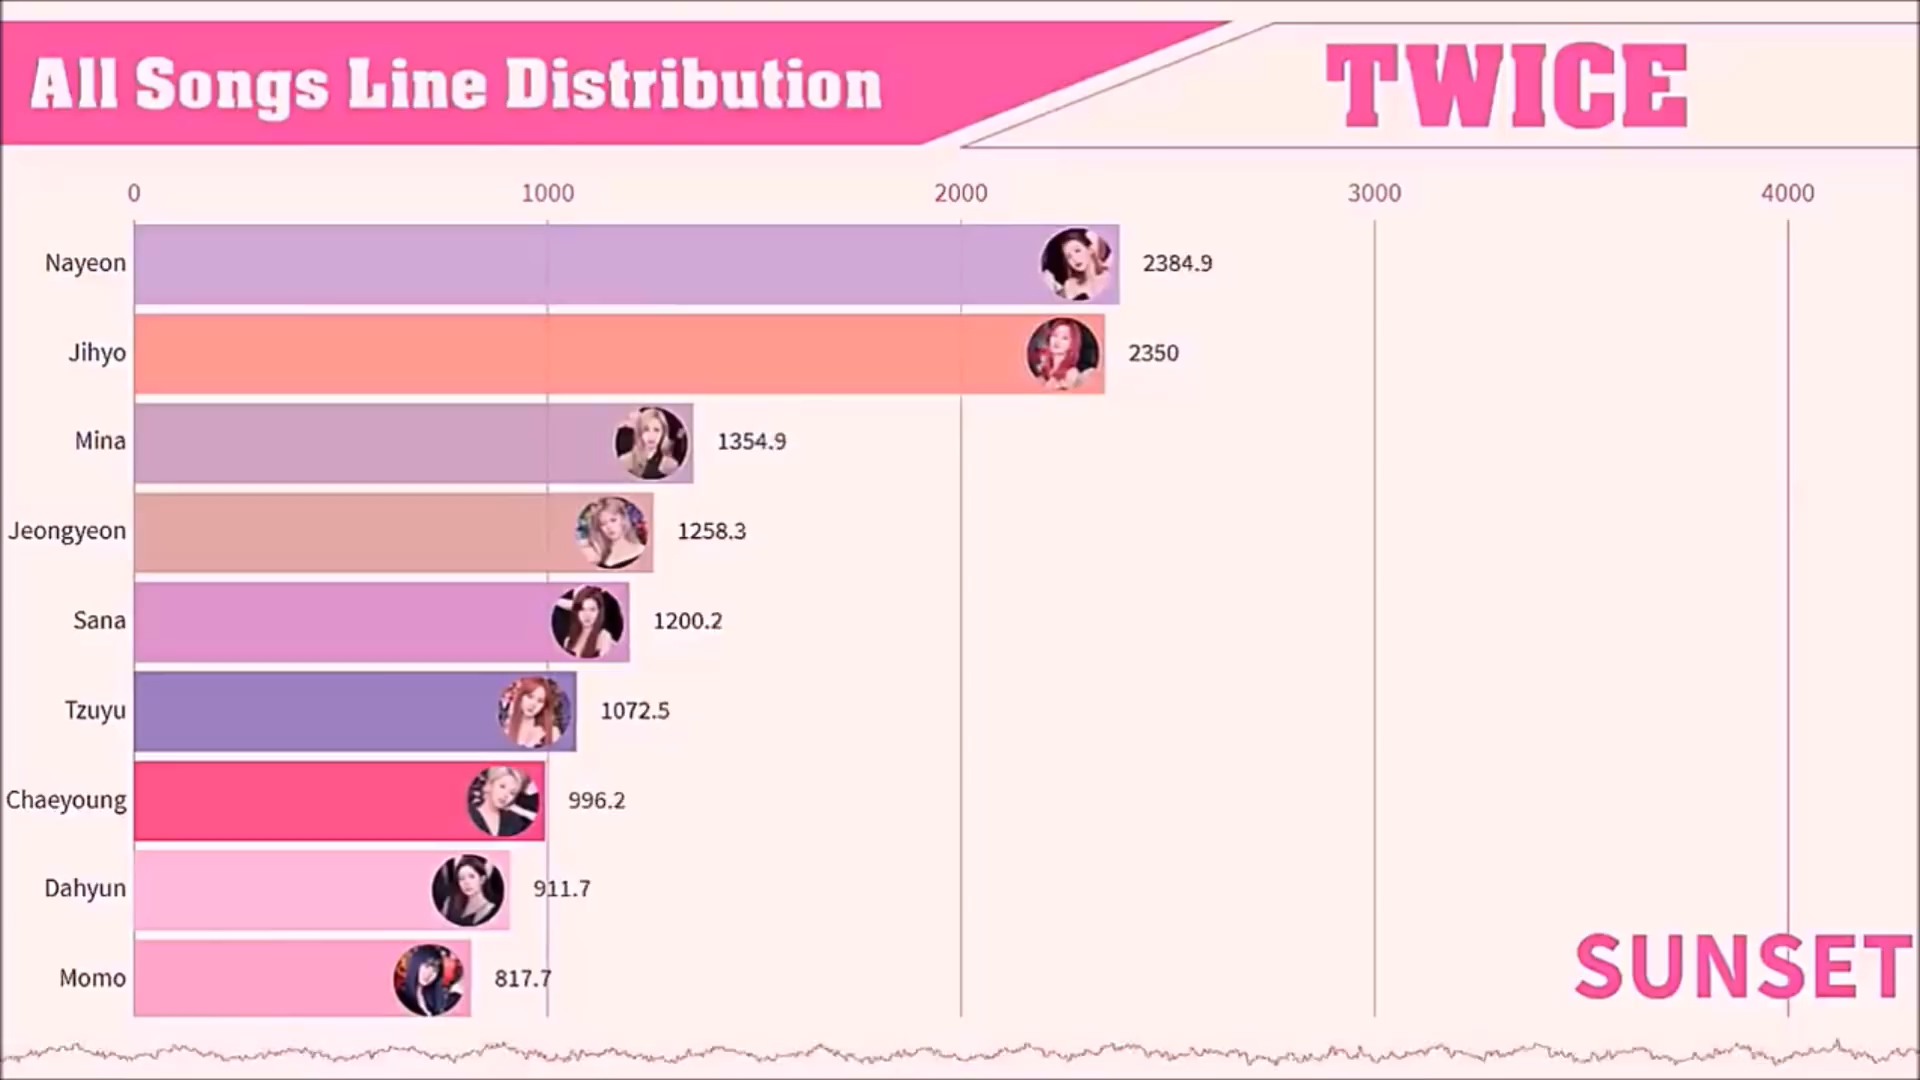 All Songs Line Distribution
TWICE
0 1000 2000 3000 4000
Nayeon 2384.9
Jihyo 2350
Mina 1354.9
Jeongyeon 1258.3
Sana 1200.2
Tzuyu 1072.5
Chaeyoung 996.2
Dahyun 911.7
Momo 817.7
SUNSET